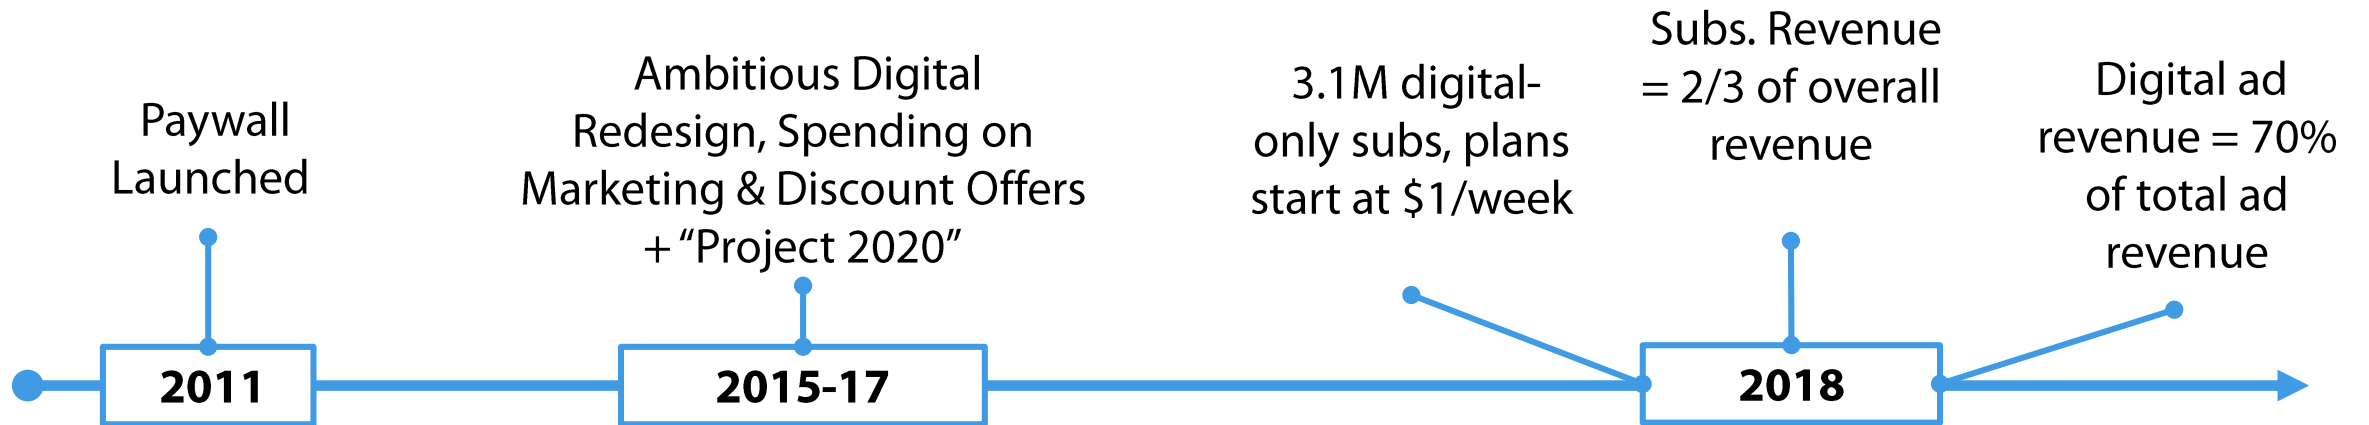 Paywall
Launched
2011
Ambitious Digital
Redesign, Spending on
Marketing & Discount Offers
+ “Project 2020”
2015-17
3.1M digital-
only subs, plans
start at $1/week
Subs. Revenue
= 2/3 of overall
revenue
Digital ad
revenue = 70%
of total ad
revenue
2018